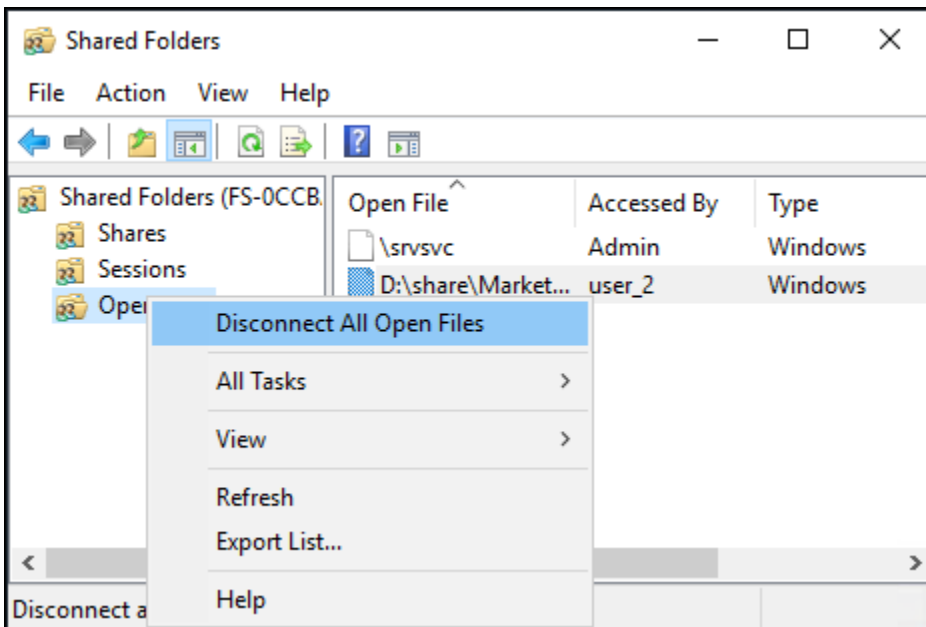 Shared Folders
File Action View Help
Shared Folders (FS-0CCB.
Shares
Sessions
Open File Accessed By Type
\srvsvc Admin Windows
D:\share\Market... user_2 Windows
Disconnect All Open Files
All Tasks
View
Refresh
Export List...
Help
Disconnect a